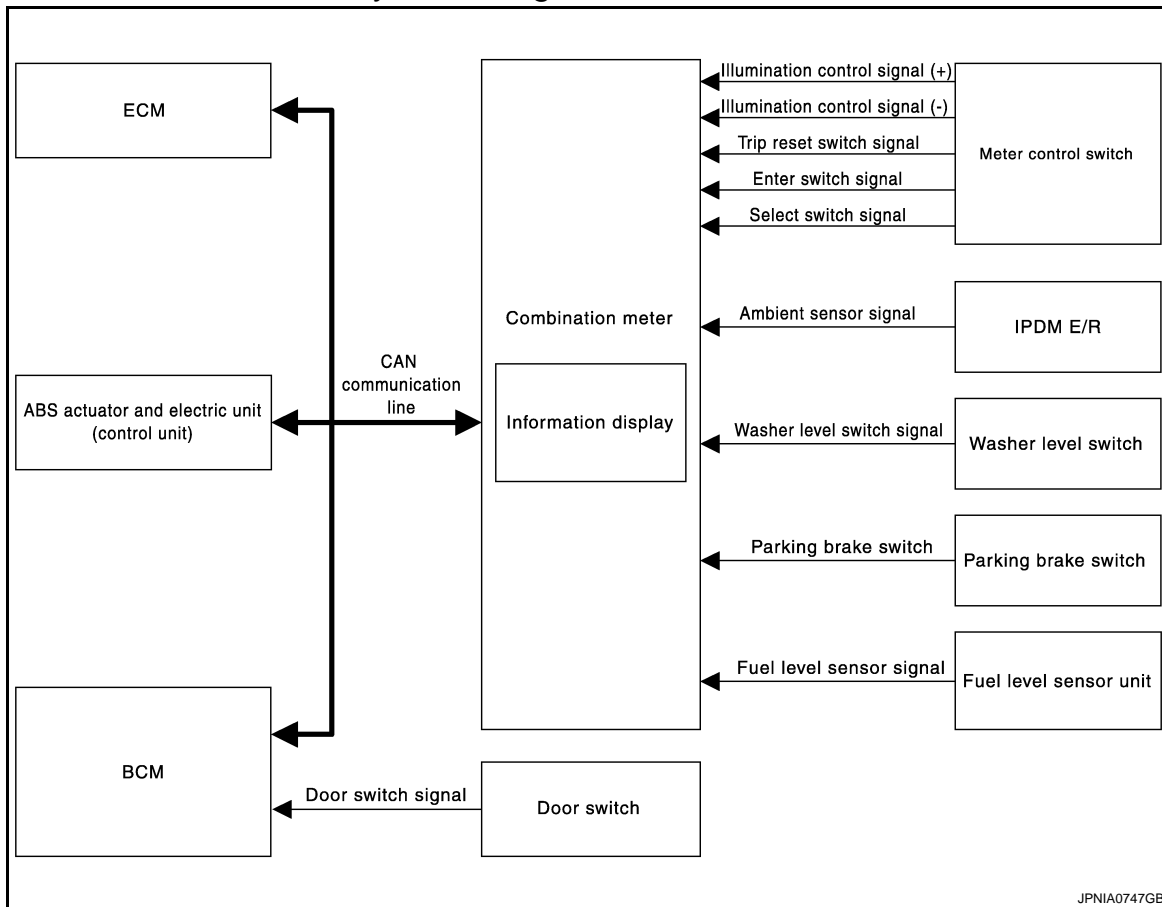 ECM
ABS actuator and electric unit
(control unit)
BCM
CAN
communication
line
Combination meter
Information display
Door switch signal
Door switch
Illumination control signal (+)
Illumination control signal (-)
Trip reset switch signal
Enter switch signal
Select switch signal
Meter control switch
Ambient sensor signal
IPDM E/R
Washer level switch signal
Washer level switch
Parking brake switch
Parking brake switch
Fuel level sensor signal
Fuel level sensor unit
JPNIA0747GB